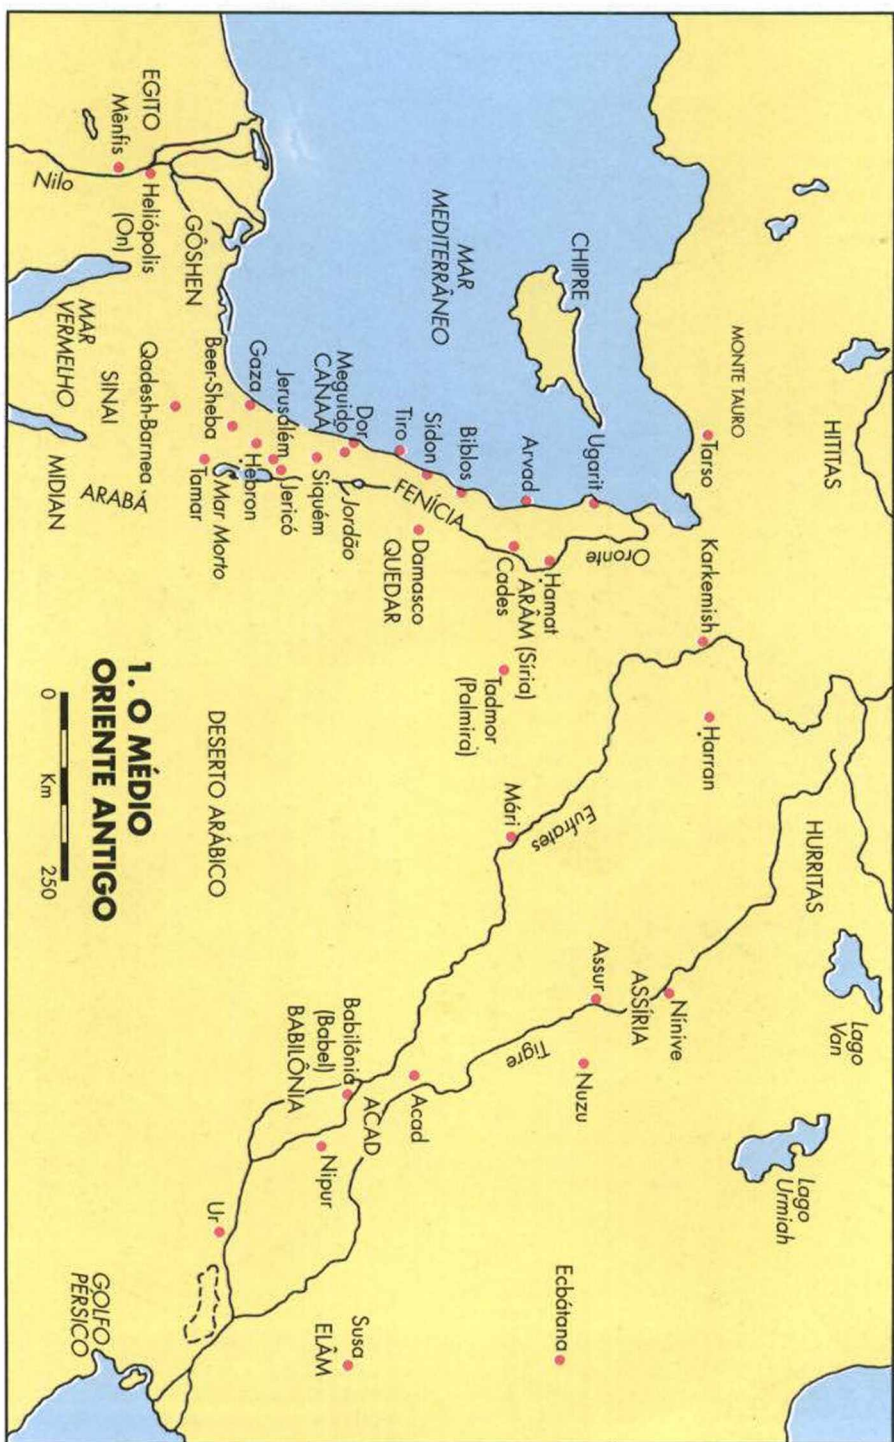 HITITAS
HURRITAS
Lago
Van
Lago
Urmiah
MONTE TAURO
Tarso
Karkemish
Harran
Nínive
ASSÍRIA
Assur
Nuzu
Ecbátana
CHIPRE
Ugarit
Oronte
Hamat
ARÂM (Síria)
Arvad
Cades
Tadmor
(Palmira)
Eufrates
Mári
Tigre
MAR
MEDITERRÂNEO
Biblos
Sídon
FENÍCIA
Tiro
Damasco
QUEDAR
Acad
ACAD
Babilônia
(Babel)
BABILÔNIA
Nipur
Susa
ELÂM
Dor
Meguido
CANAÃ
Jordão
Siquém
Jerusálém
Jericó
Gaza
Hebron
Mar Morto
Beer-Sheba
Tamar
Qadesh-Barnea
ARABÁ
DESERTO ARÁBICO
Ur
GOLFO
PÉRSICO
EGITO
Mênfis
Heliópolis
(On)
GÔSHEN
Nilo
SINAI
MAR
VERMELHO
MIDIAN
1. O MÉDIO
ORIENTE ANTIGO
0 Km 250